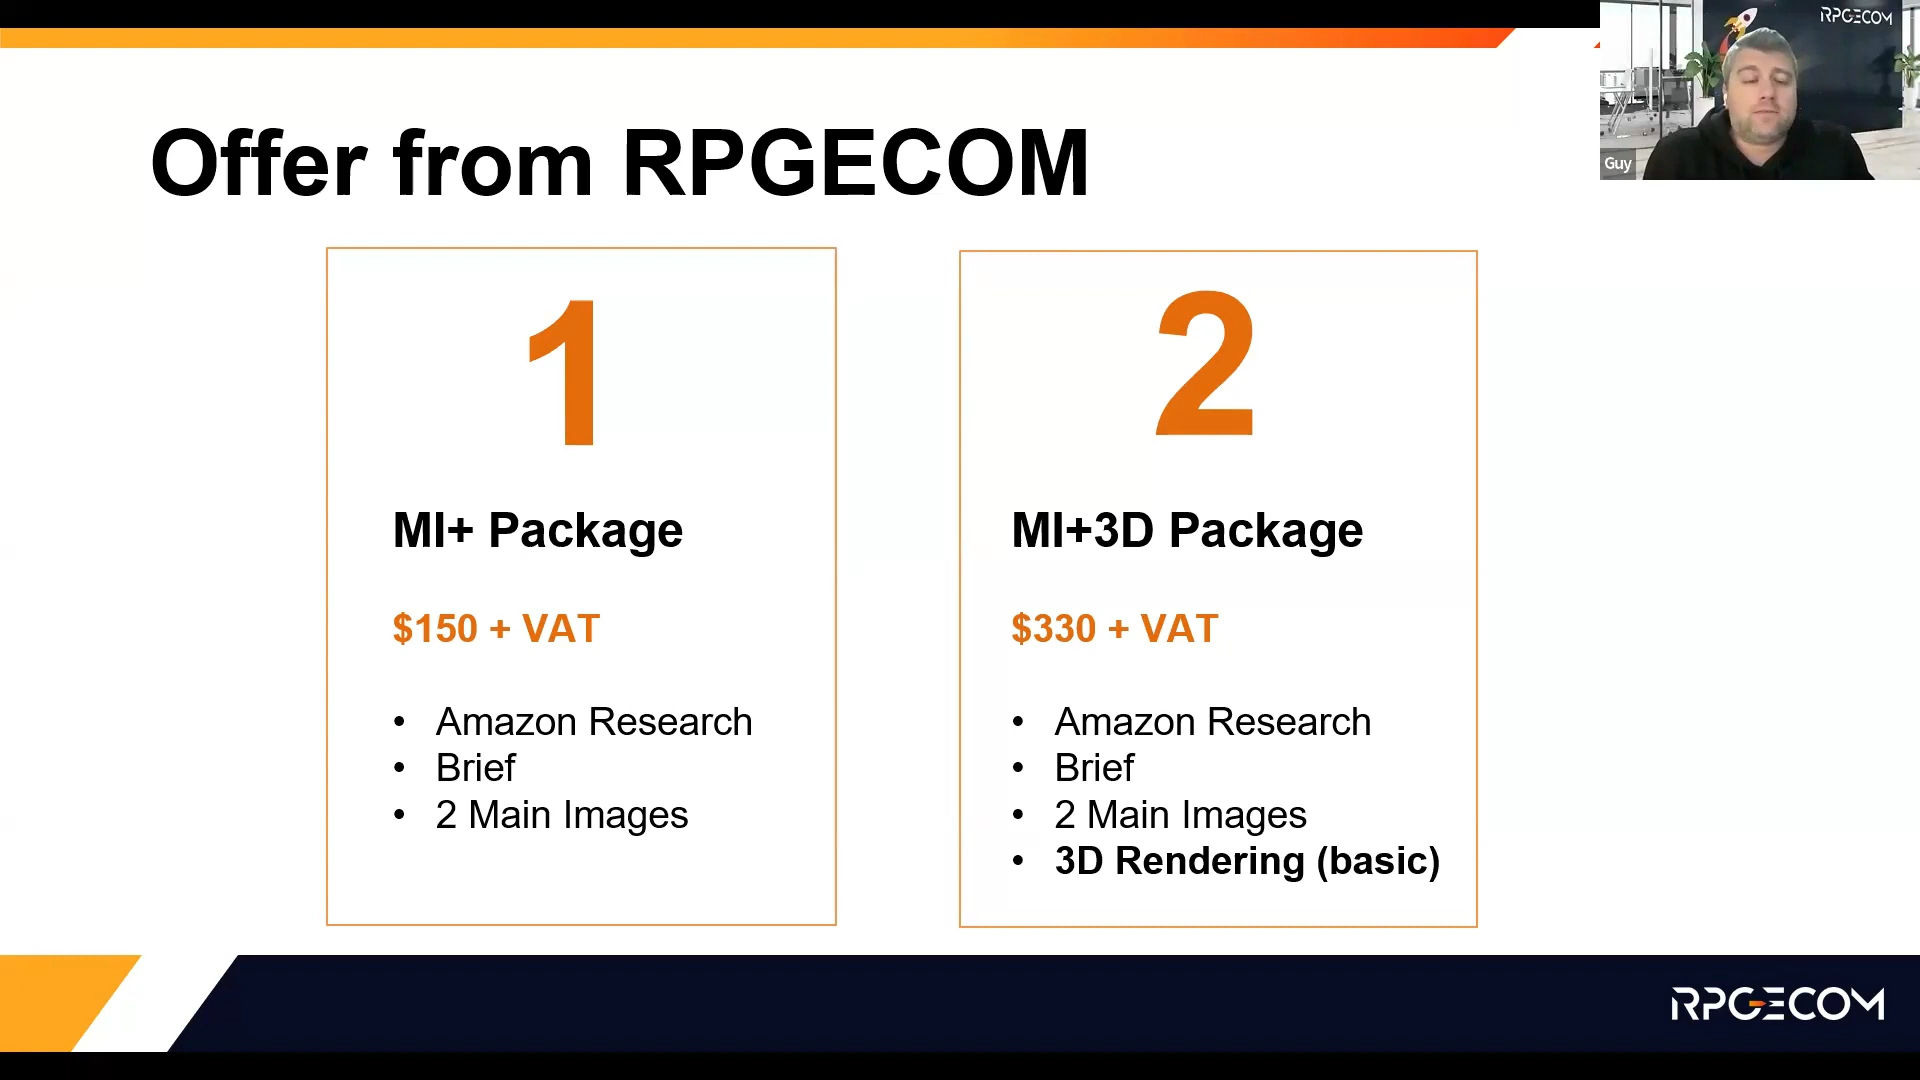 RPGECOM
Guy
Offer from RPGECOM
1
MI+ Package
$150 + VAT
• Amazon Research
• Brief
• 2 Main Images
2
MI+3D Package
$330 + VAT
• Amazon Research
• Brief
• 2 Main Images
• 3D Rendering (basic)
RPGECOM